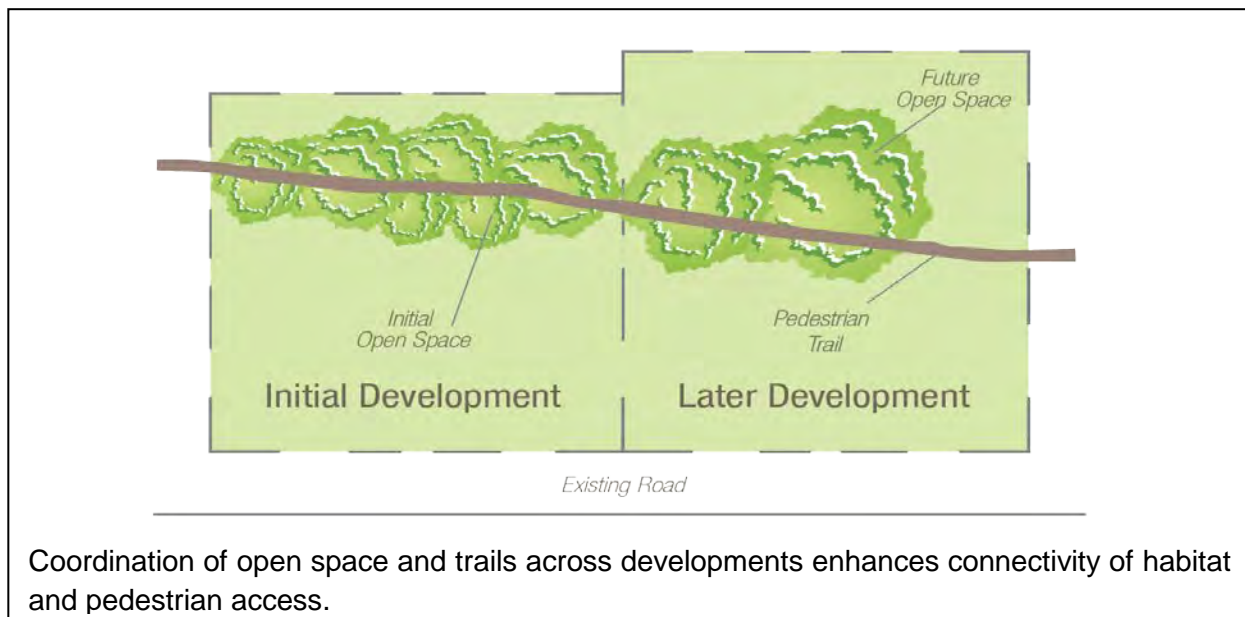 Future
Open Space
Initial
Open Space
Pedestrian
Trail
Initial Development
Later Development
Existing Road
Coordination of open space and trails across developments enhances connectivity of habitat
and pedestrian access.